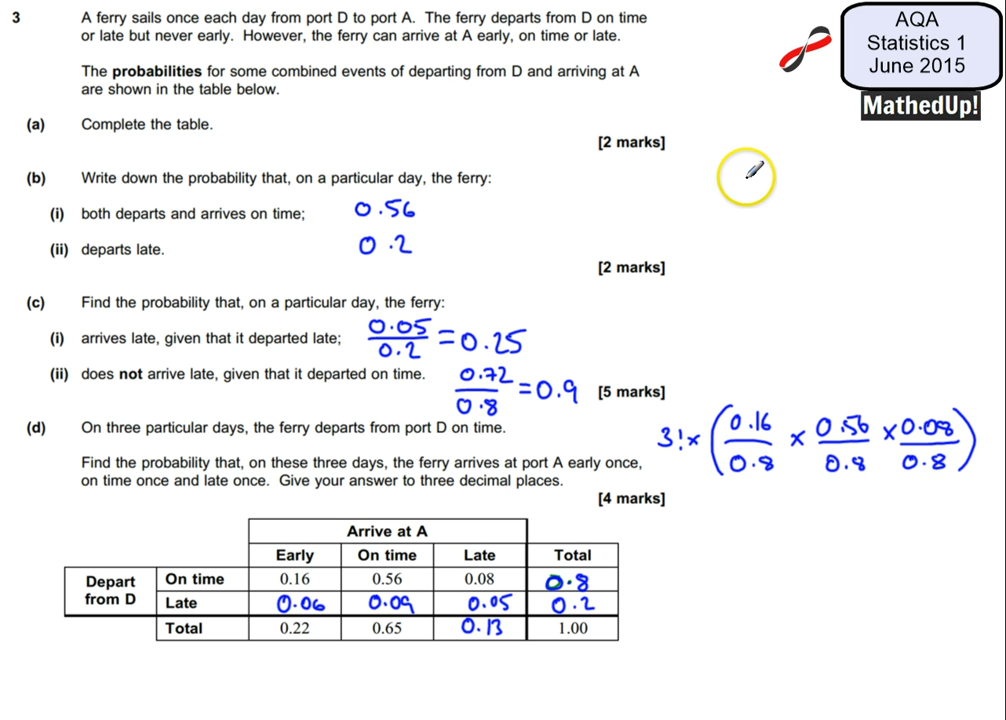 3 A ferry sails once each day from port D to port A. The ferry departs from D on time
or late but never early. However, the ferry can arrive at A early, on time or late.
AQA
Statistics 1
June 2015
MathedUp!
The probabilities for some combined events of departing from D and arriving at A
are shown in the table below.
(a) Complete the table.
[2 marks]
(b) Write down the probability that, on a particular day, the ferry:
(i) both departs and arrives on time; 0.56
(ii) departs late. 0.2
[2 marks]
(c) Find the probability that, on a particular day, the ferry:
(i) arrives late, given that it departed late; 0.05/0.2 = 0.25
(ii) does not arrive late, given that it departed on time. 0.72/0.8 = 0.9 [5 marks]
(d) On three particular days, the ferry departs from port D on time.
3! × (0.16/0.8 × 0.56/0.8 × 0.08/0.8)
Find the probability that, on these three days, the ferry arrives at port A early once,
on time once and late once. Give your answer to three decimal places.
[4 marks]
Arrive at A
Early On time Late Total
Depart from D On time 0.16 0.56 0.08 0.8
Late 0.06 0.09 0.05 0.2
Total 0.22 0.65 0.13 1.00